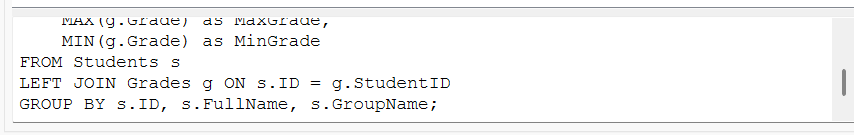 MAX(g.Grade) as MaxGrade,
MIN(g.Grade) as MinGrade
FROM Students s
LEFT JOIN Grades g ON s.ID = g.StudentID
GROUP BY s.ID, s.FullName, s.GroupName;